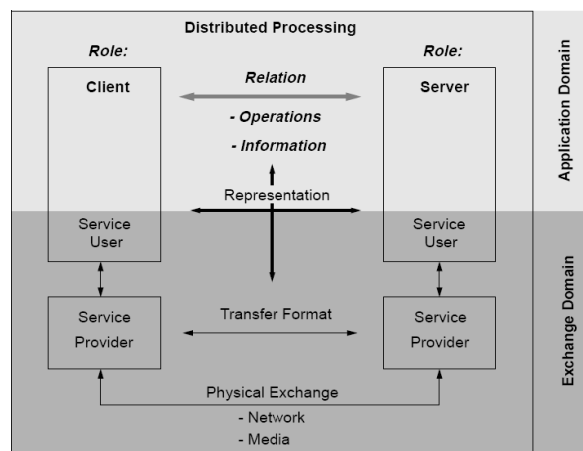 Distributed Processing
Role:
Role:
Client
Relation
Server
- Operations
- Information
Representation
Service
User
Service
User
Service
Provider
Transfer Format
Service
Provider
Physical Exchange
- Network
- Media
Application Domain
Exchange Domain